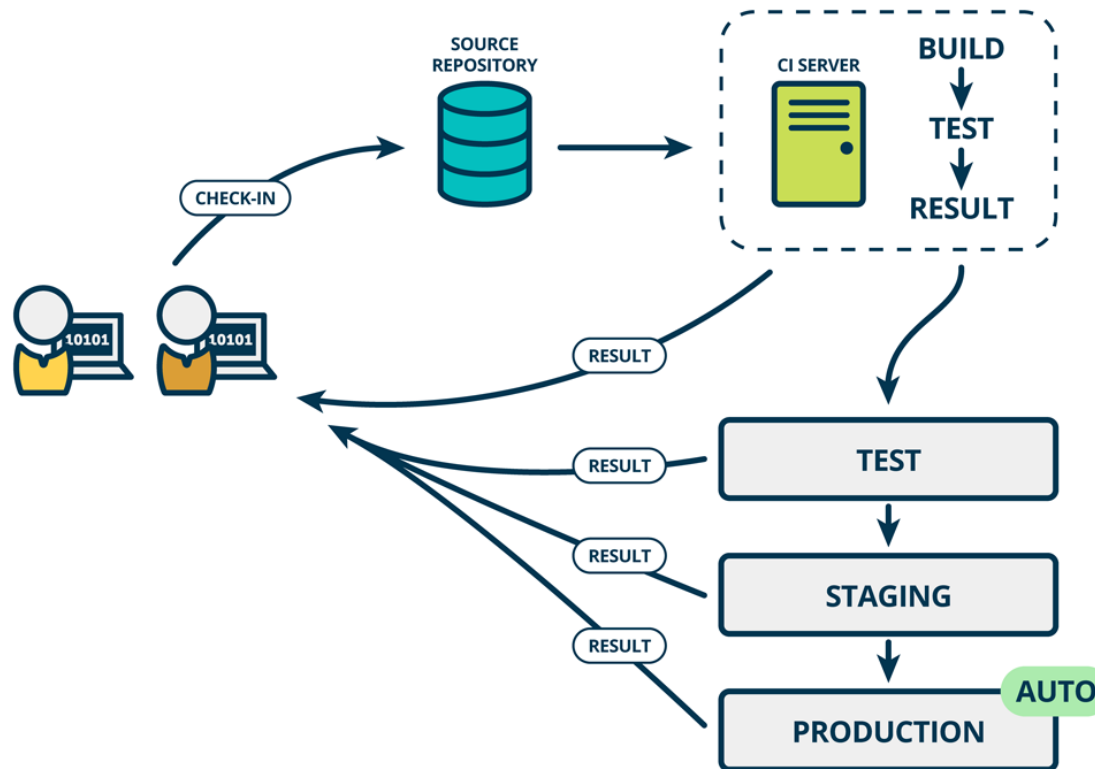 SOURCE
REPOSITORY
CI SERVER
BUILD
TEST
RESULT
CHECK-IN
10101
10101
RESULT
RESULT
TEST
RESULT
STAGING
RESULT
AUTO
PRODUCTION